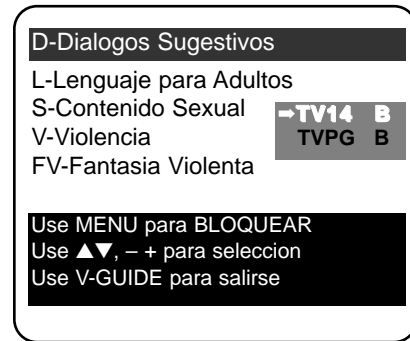 D-Dialogos Sugestivos
L-Lenguaje para Adultos
S-Contenido Sexual
➡TV14 B
V-Violencia
TVPG B
FV-Fantasia Violenta
Use MENU para BLOQUEAR
Use ▲▼, – + para seleccion
Use V-GUIDE para salirse